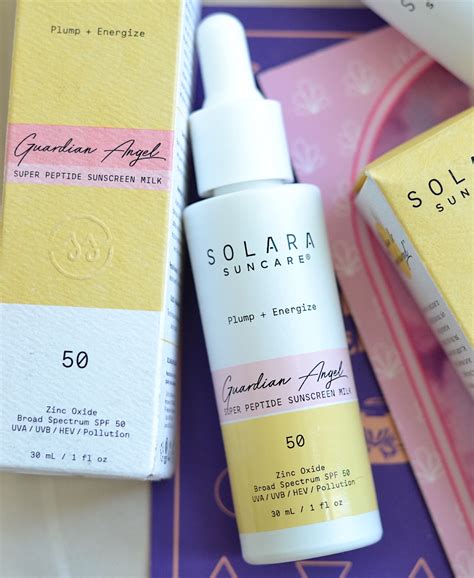 Plump + Energize
Guardian Angel
SUPER PEPTIDE SUNSCREEN MILK
50
Zinc Oxide
Broad Spectrum SPF 50
UVA / UVB / HEV / Pollution
30 mL / 1 fl oz
SOLARA
SUNCARE®
Plump + Energize
Guardian Angel
SUPER PEPTIDE SUNSCREEN MILK
50
Zinc Oxide
Broad Spectrum SPF 50
UVA / UVB / HEV / Pollution
30 mL / 1 fl oz
SOLA
S